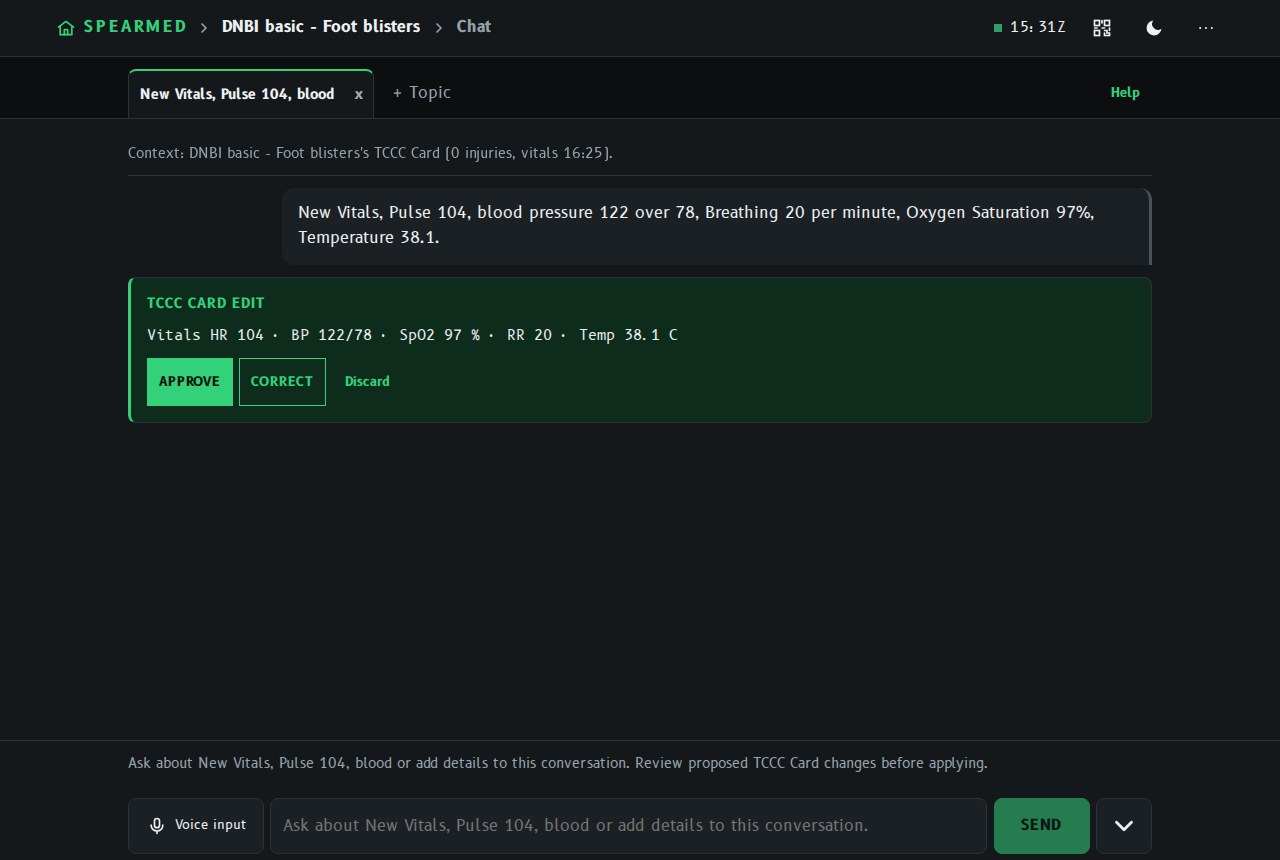 SPEARMED > DNBI basic - Foot blisters > Chat
15:31Z ...
New Vitals, Pulse 104, blood x + Topic Help
Context: DNBI basic - Foot blisters's TCCC Card (0 injuries, vitals 16:25).
New Vitals, Pulse 104, blood pressure 122 over 78, Breathing 20 per minute, Oxygen Saturation 97%,
Temperature 38.1.
TCCC CARD EDIT
Vitals HR 104 · BP 122/78 · SpO2 97 % · RR 20 · Temp 38.1 C
APPROVE CORRECT Discard
Ask about New Vitals, Pulse 104, blood or add details to this conversation. Review proposed TCCC Card changes before applying.
Voice input Ask about New Vitals, Pulse 104, blood or add details to this conversation. SEND